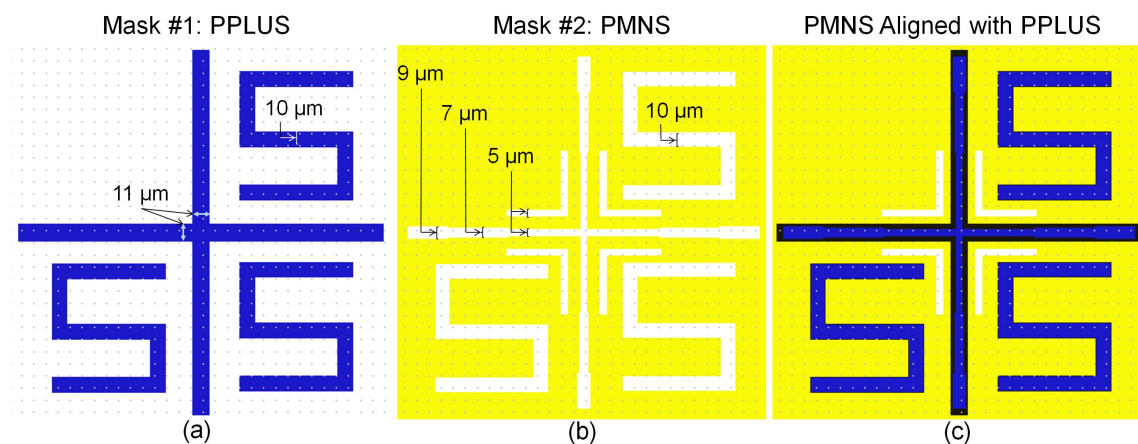 Mask #1: PPLUS
10 µm
11 µm
(a)
Mask #2: PMNS
9 µm
7 µm
10 µm
5 µm
(b)
PMNS Aligned with PPLUS
(c)